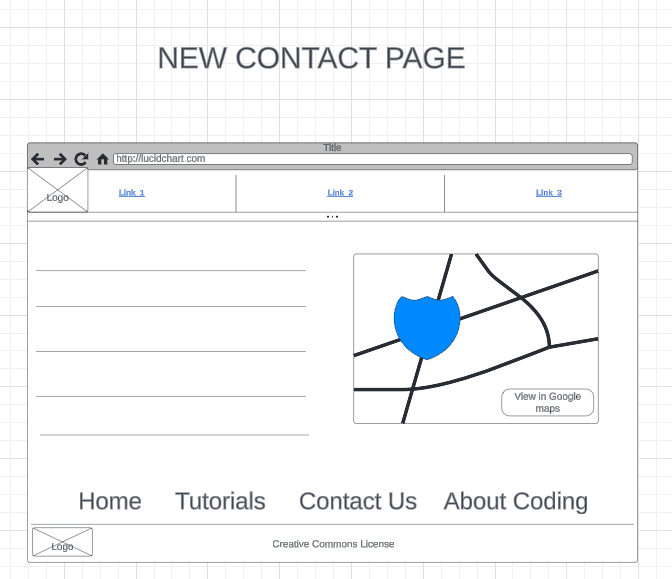 NEW CONTACT PAGE
Title
http://lucidchart.com
Logo
Link 1
Link 2
Link 3
View in Google
maps
Home Tutorials Contact Us About Coding
Logo
Creative Commons License